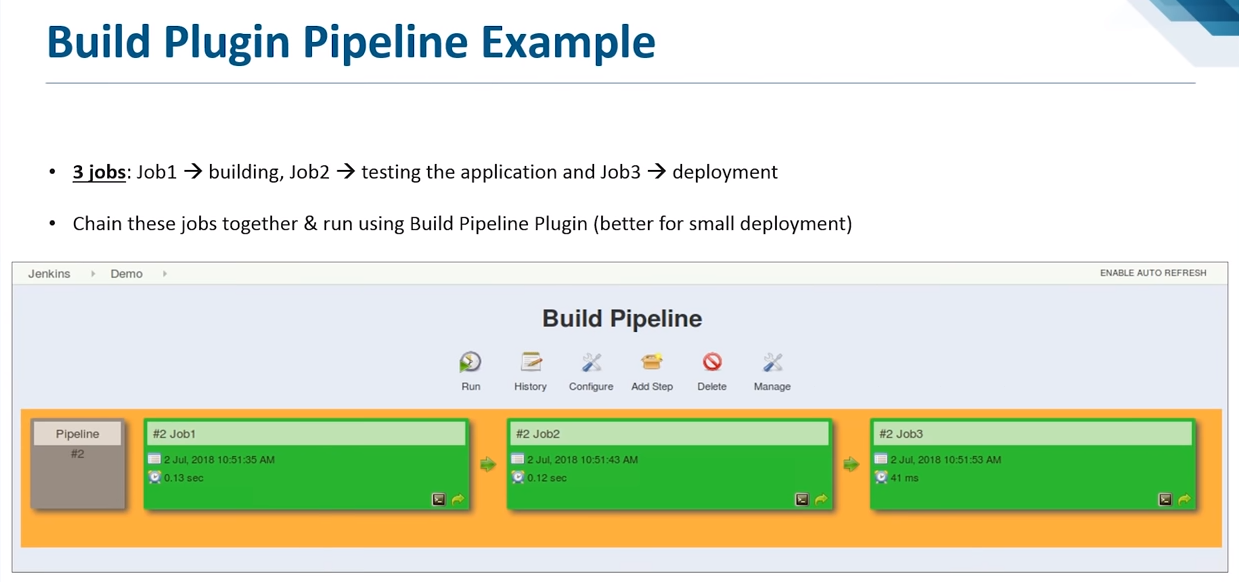 Build Plugin Pipeline Example
• 3 jobs: Job1 → building, Job2 → testing the application and Job3 → deployment
• Chain these jobs together & run using Build Pipeline Plugin (better for small deployment)
Jenkins Demo ENABLE AUTO REFRESH
Build Pipeline
Run History Configure Add Step Delete Manage
Pipeline #2 Job1 #2 Job2 #2 Job3
#2 2 Jul, 2018 10:51:35 AM 2 Jul, 2018 10:51:43 AM 2 Jul, 2018 10:51:53 AM
0.13 sec 0.12 sec 41 ms